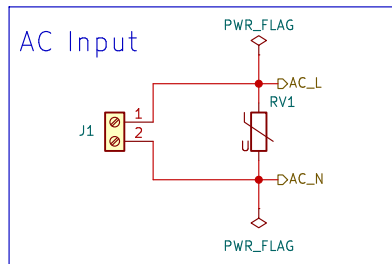 PWR_FLAG
AC Input
AC_L
RV1
1
J1
2
U
AC_N
PWR_FLAG